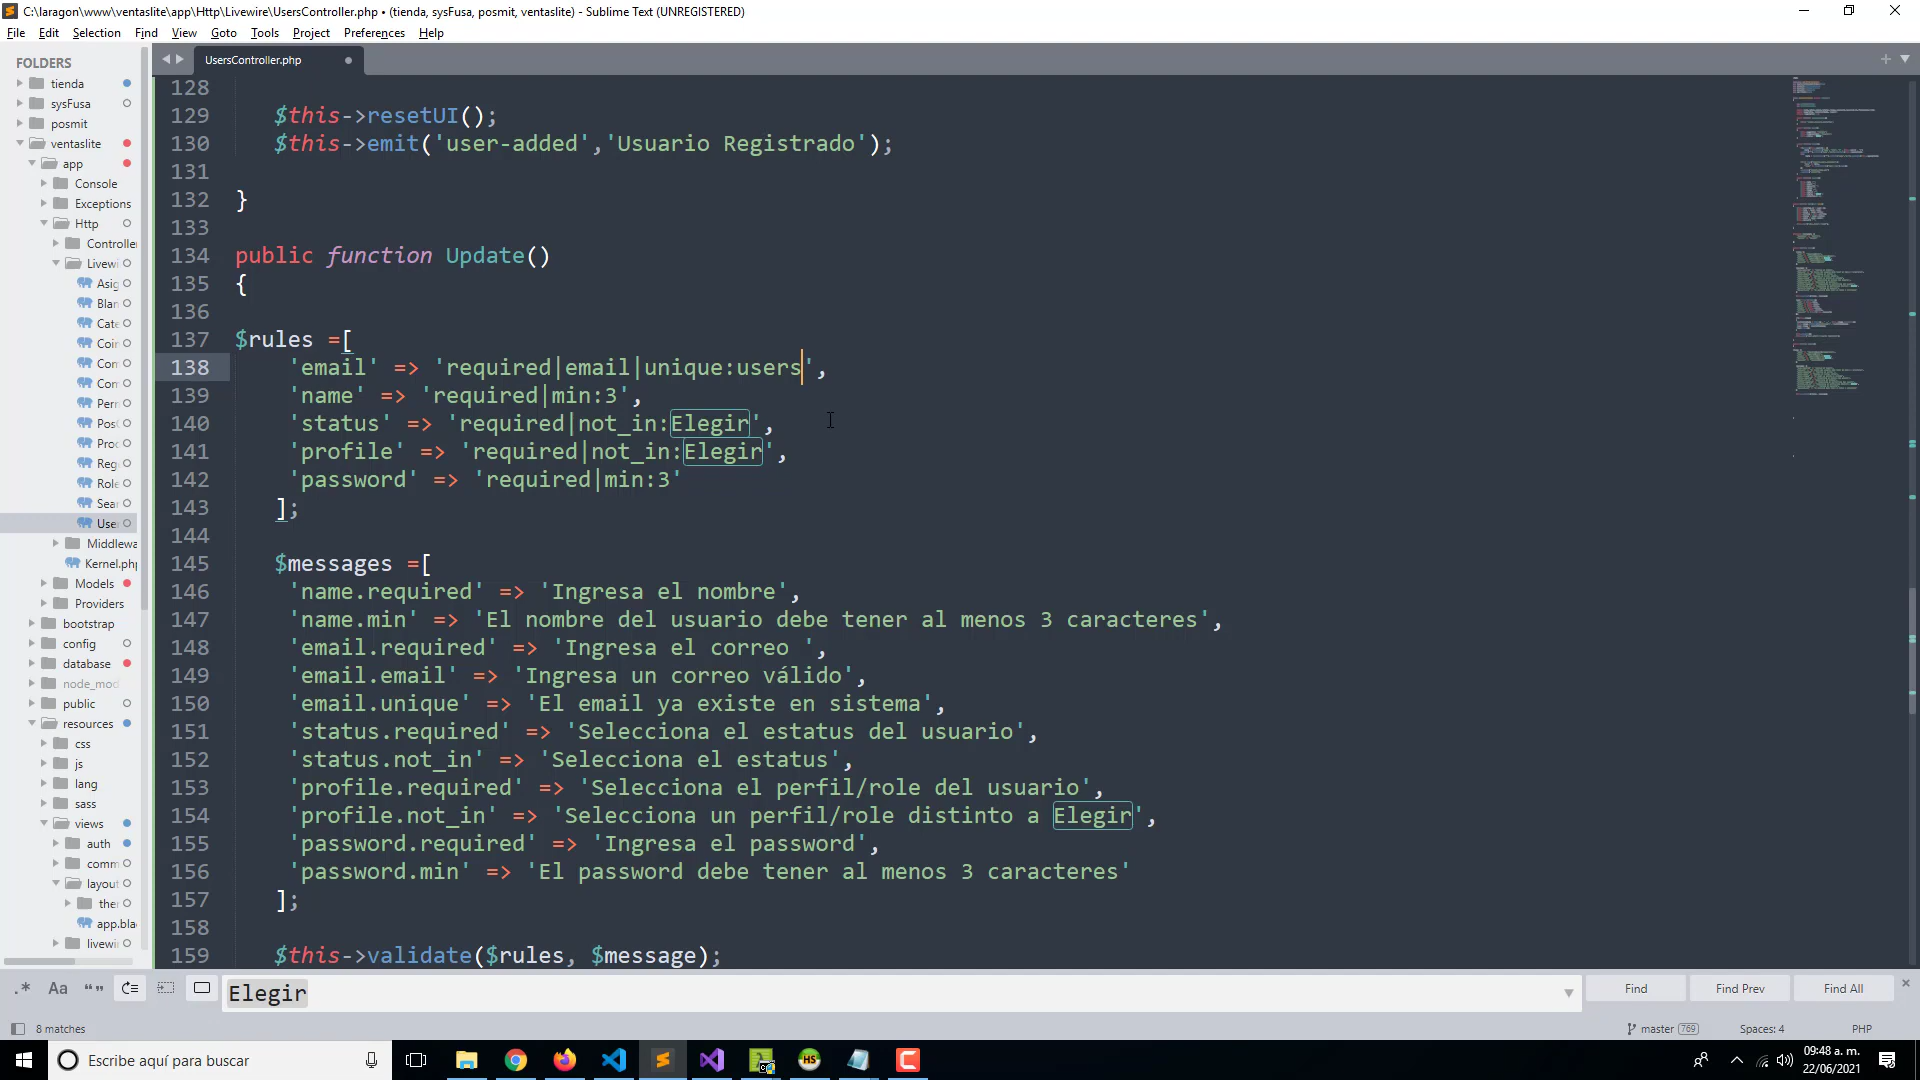 C:\laragon\www\ventaslite\app\Http\Livewire\UsersController.php • (tienda, sysFusa, posmit, ventaslite) - Sublime Text (UNREGISTERED)
File Edit Selection Find View Goto Tools Project Preferences Help
FOLDERS
tienda
sysFusa
posmit
ventaslite
app
Console
Exceptions
Http
Controlle
Livewi
Asig
Blar
Cate
Coin
Com
Com
Perr
Pos
Proc
Reg
Role
Sear
User
Middlewa
Kernel.php
Models
Providers
bootstrap
config
database
node_mod
public
resources
css
js
lang
sass
views
auth
comm
layout
the
app.bla
livewi
UsersController.php
128
129 $this->resetUI();
130 $this->emit('user-added','Usuario Registrado');
131
132 }
133
134 public function Update()
135 {
136
137 $rules =[
138 'email' => 'required|email|unique:users',
139 'name' => 'required|min:3',
140 'status' => 'required|not_in:Elegir',
141 'profile' => 'required|not_in:Elegir',
142 'password' => 'required|min:3'
143 ];
144
145 $messages =[
146 'name.required' => 'Ingresa el nombre',
147 'name.min' => 'El nombre del usuario debe tener al menos 3 caracteres',
148 'email.required' => 'Ingresa el correo ',
149 'email.email' => 'Ingresa un correo válido',
150 'email.unique' => 'El email ya existe en sistema',
151 'status.required' => 'Selecciona el estatus del usuario',
152 'status.not_in' => 'Selecciona el estatus',
153 'profile.required' => 'Selecciona el perfil/role del usuario',
154 'profile.not_in' => 'Selecciona un perfil/role distinto a Elegir',
155 'password.required' => 'Ingresa el password',
156 'password.min' => 'El password debe tener al menos 3 caracteres'
157 ];
158
159 $this->validate($rules, $message);
.* Aa “” Elegir Find Find Prev Find All
8 matches master 769 Spaces: 4 PHP
Escribe aquí para buscar
HS
09:48 a. m.
22/06/2021